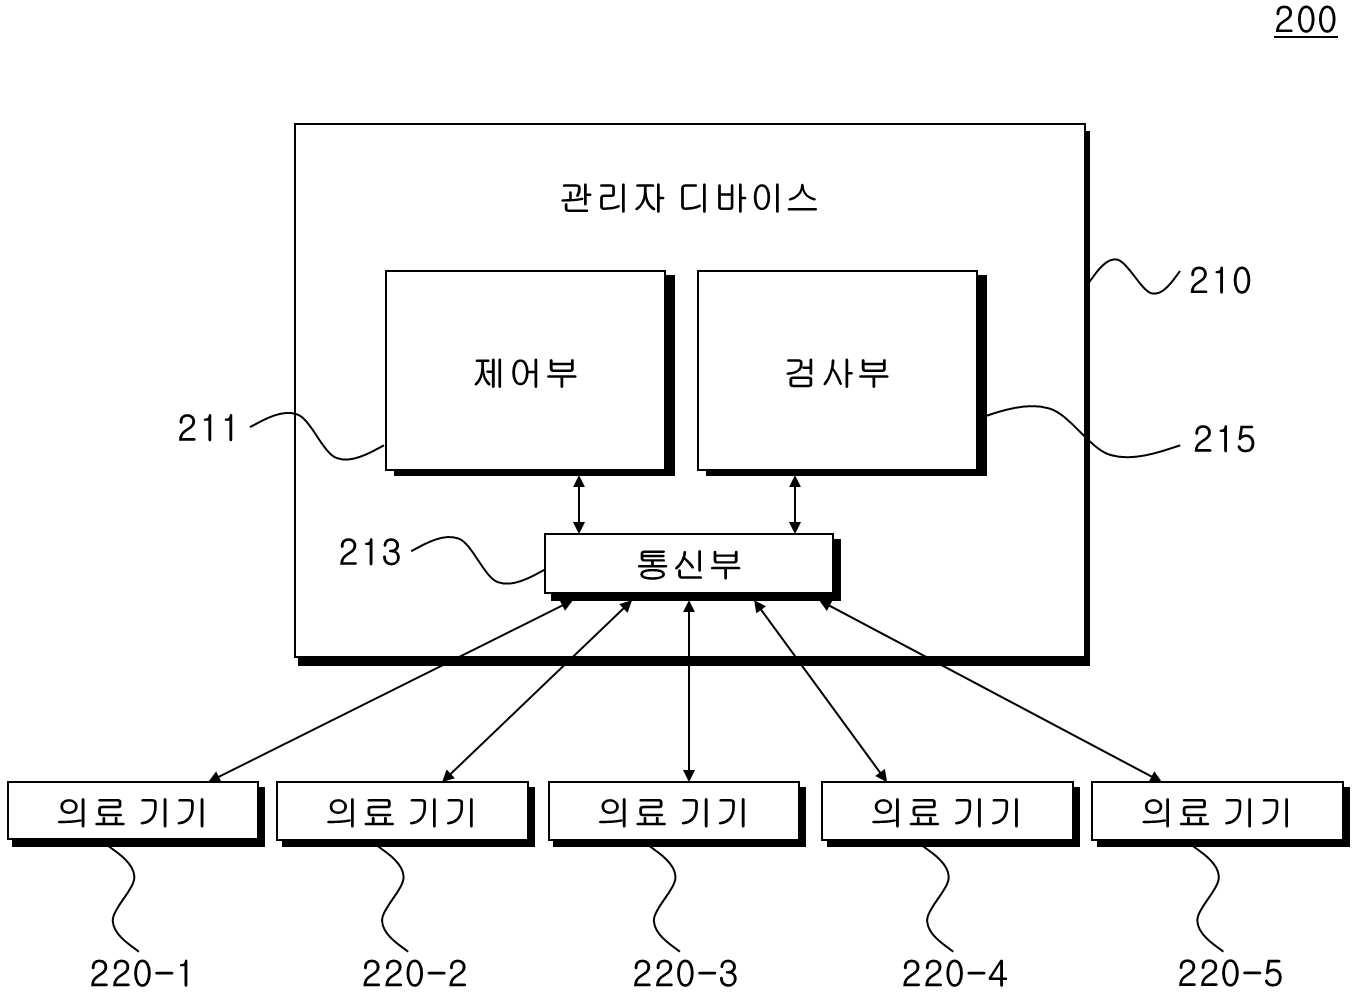 200
관리자 디바이스
210
제어부
검사부
211
215
213
통신부
의료 기기
의료 기기
의료 기기
의료 기기
의료 기기
220-1
220-2
220-3
220-4
220-5